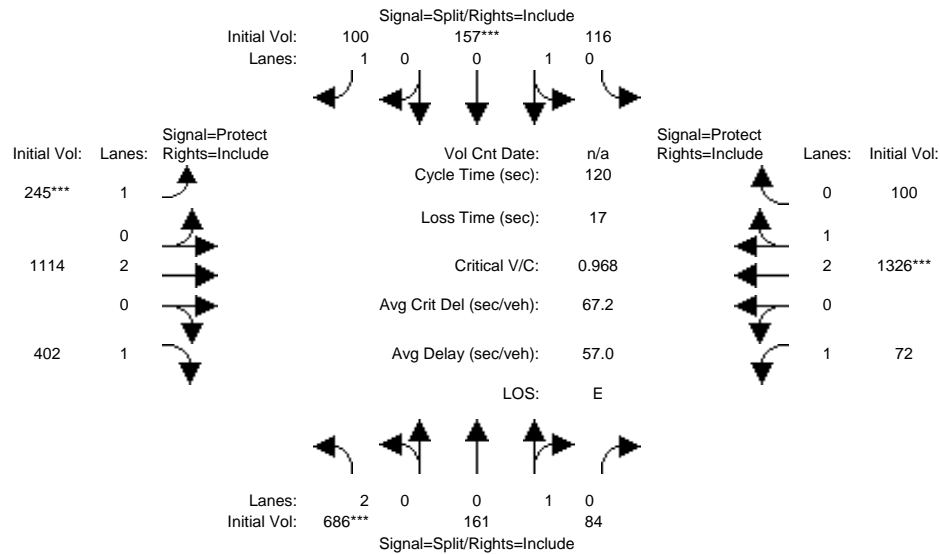 Signal=Split/Rights=Include
Initial Vol: 100 157*** 116
Lanes: 1 0 0 1 0
Signal=Protect Signal=Protect
Initial Vol: Lanes: Rights=Include Vol Cnt Date: n/a Rights=Include Lanes: Initial Vol:
Cycle Time (sec): 120
245*** 1 0 100
Loss Time (sec): 17
0 1
1114 2 Critical V/C: 0.968 2 1326***
0 Avg Crit Del (sec/veh): 67.2 0
402 1 Avg Delay (sec/veh): 57.0 1 72
LOS: E
Lanes: 2 0 0 1 0
Initial Vol: 686*** 161 84
Signal=Split/Rights=Include